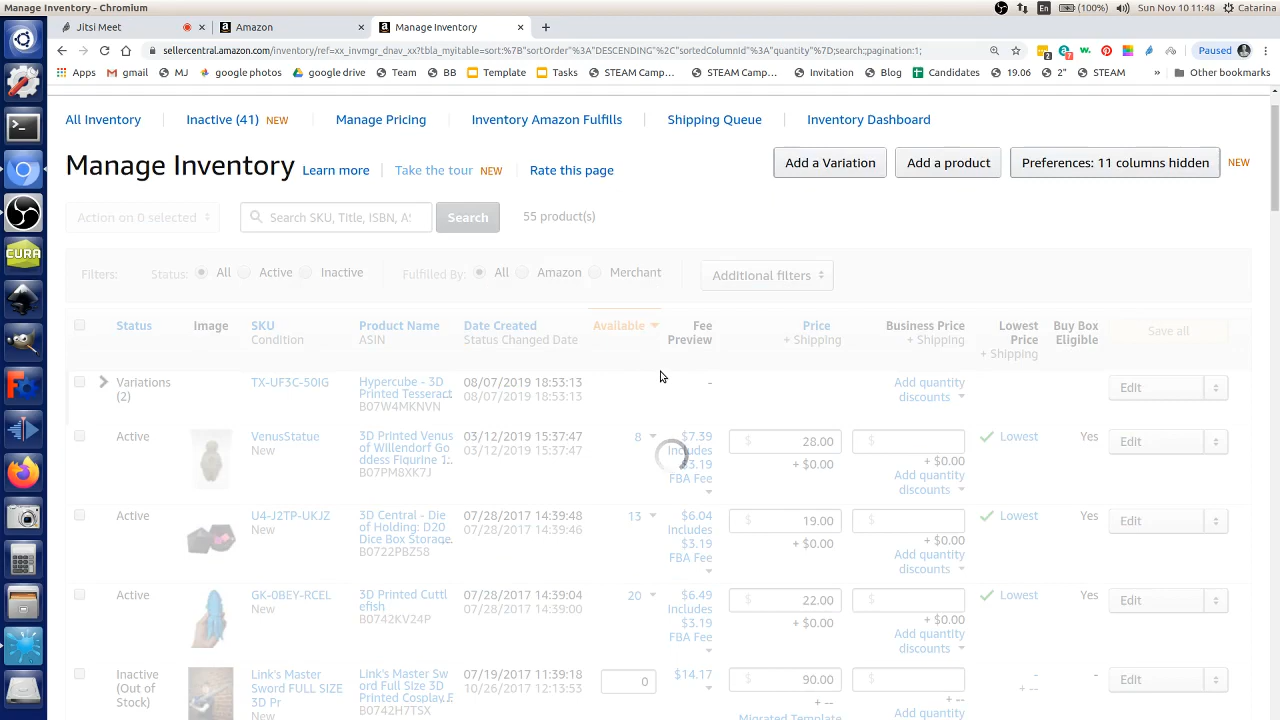 Manage Inventory - Chromium
En
(100%)
Sun Nov 10 11:48
Catarina
Jitsi Meet
Amazon
Manage Inventory
sellercentral.amazon.com/inventory/ref=xx_invmgr_dnav_xx?tbla_myitable=sort:%7B"sortOrder"%3A"DESCENDING"%2C"sortedColumnId"%3A"quantity"%7D;search:;pagination:1;
Paused
Apps
gmail
MJ
google photos
google drive
Team
BB
Template
Tasks
STEAM Camp...
STEAM Camp...
Invitation
Blog
Candidates
19.06
2"
STEAM
»
Other bookmarks
All Inventory
Inactive (41) NEW
Manage Pricing
Inventory Amazon Fulfills
Shipping Queue
Inventory Dashboard
Manage Inventory
Learn more
Take the tour NEW
Rate this page
Add a Variation
Add a product
Preferences: 11 columns hidden
NEW
Action on 0 selected
Search SKU, Title, ISBN, A
Search
55 product(s)
Filters:
Status:
All
Active
Inactive
Fulfilled By:
All
Amazon
Merchant
Additional filters
Status
Image
SKU
Condition
Product Name
ASIN
Date Created
Status Changed Date
Available
Fee
Preview
Price
+ Shipping
Business Price
+ Shipping
Lowest
Price
+ Shipping
Buy Box
Eligible
Save all
Variations
(2)
TX-UF3C-50IG
Hypercube - 3D
Printed Tesserac..
B07W4MKNVN
08/07/2019 18:53:13
08/07/2019 18:53:13
-
Add quantity
discounts
Edit
Active
VenusStatue
New
3D Printed Venus
of Willendorf Go
ddess Figurine 1..
B07PM8XK7J
03/12/2019 15:37:47
03/12/2019 15:37:47
8
$7.39
Includes
$3.19
FBA Fee
$ 28.00
+ $0.00
$
+ $0.00
Add quantity
discounts
Lowest
Yes
Edit
Active
U4-J2TP-UKJZ
New
3D Central - Die
of Holding: D20
Dice Box Storage..
B0722PBZ58
07/28/2017 14:39:48
07/28/2017 14:39:46
13
$6.04
Includes
$3.19
FBA Fee
$ 19.00
+ $0.00
$
+ $0.00
Add quantity
discounts
Lowest
Yes
Edit
Active
GK-0BEY-RCEL
New
3D Printed Cuttl
efish
B0742KV24P
07/28/2017 14:39:04
07/28/2017 14:39:00
20
$6.49
Includes
$3.19
FBA Fee
$ 22.00
+ $0.00
$
+ $0.00
Add quantity
discounts
Lowest
Yes
Edit
Inactive
(Out of
Stock)
Link's Master
Sword FULL SIZE
3D Pr
New
Link's Master Sw
ord Full Size 3D
Printed Cosplay..
B0742H7TSX
07/19/2017 11:39:18
10/26/2017 12:13:53
0
$14.17
$ 90.00
+ --
Migrated Template
$
+ --
Add quantity
--
+ --
-
Edit
CURA